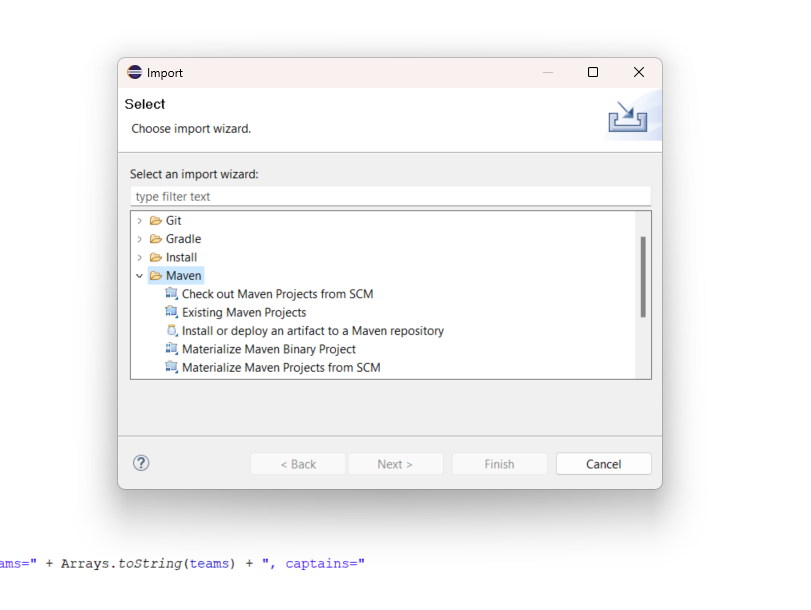 Import
Select
Choose import wizard.
Select an import wizard:
type filter text
Git
Gradle
Install
Maven
Check out Maven Projects from SCM
Existing Maven Projects
Install or deploy an artifact to a Maven repository
Materialize Maven Binary Project
Materialize Maven Projects from SCM
?
< Back
Next >
Finish
Cancel
ams=" + Arrays.toString(teams) + ", captains="